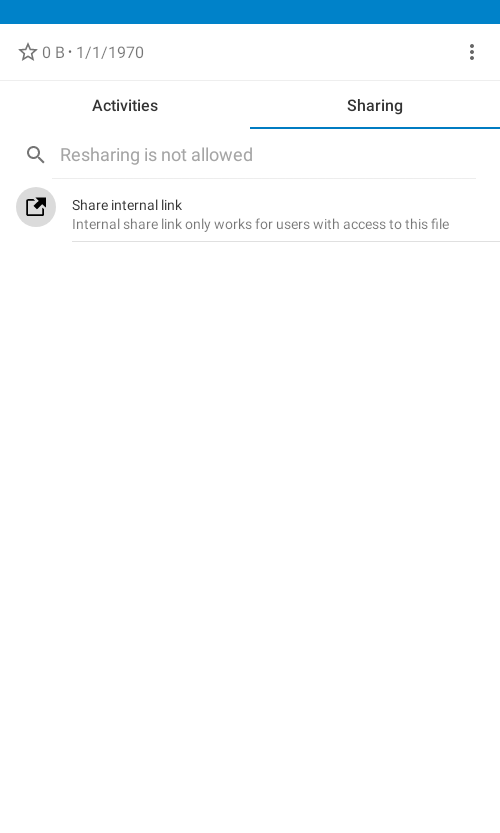 0 B • 1/1/1970
Activities
Sharing
Resharing is not allowed
Share internal link
Internal share link only works for users with access to this file